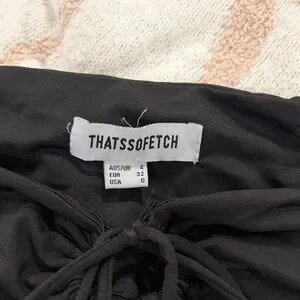 THATSSOFETCH
AUS/UK 4
EUR 32
USA 0